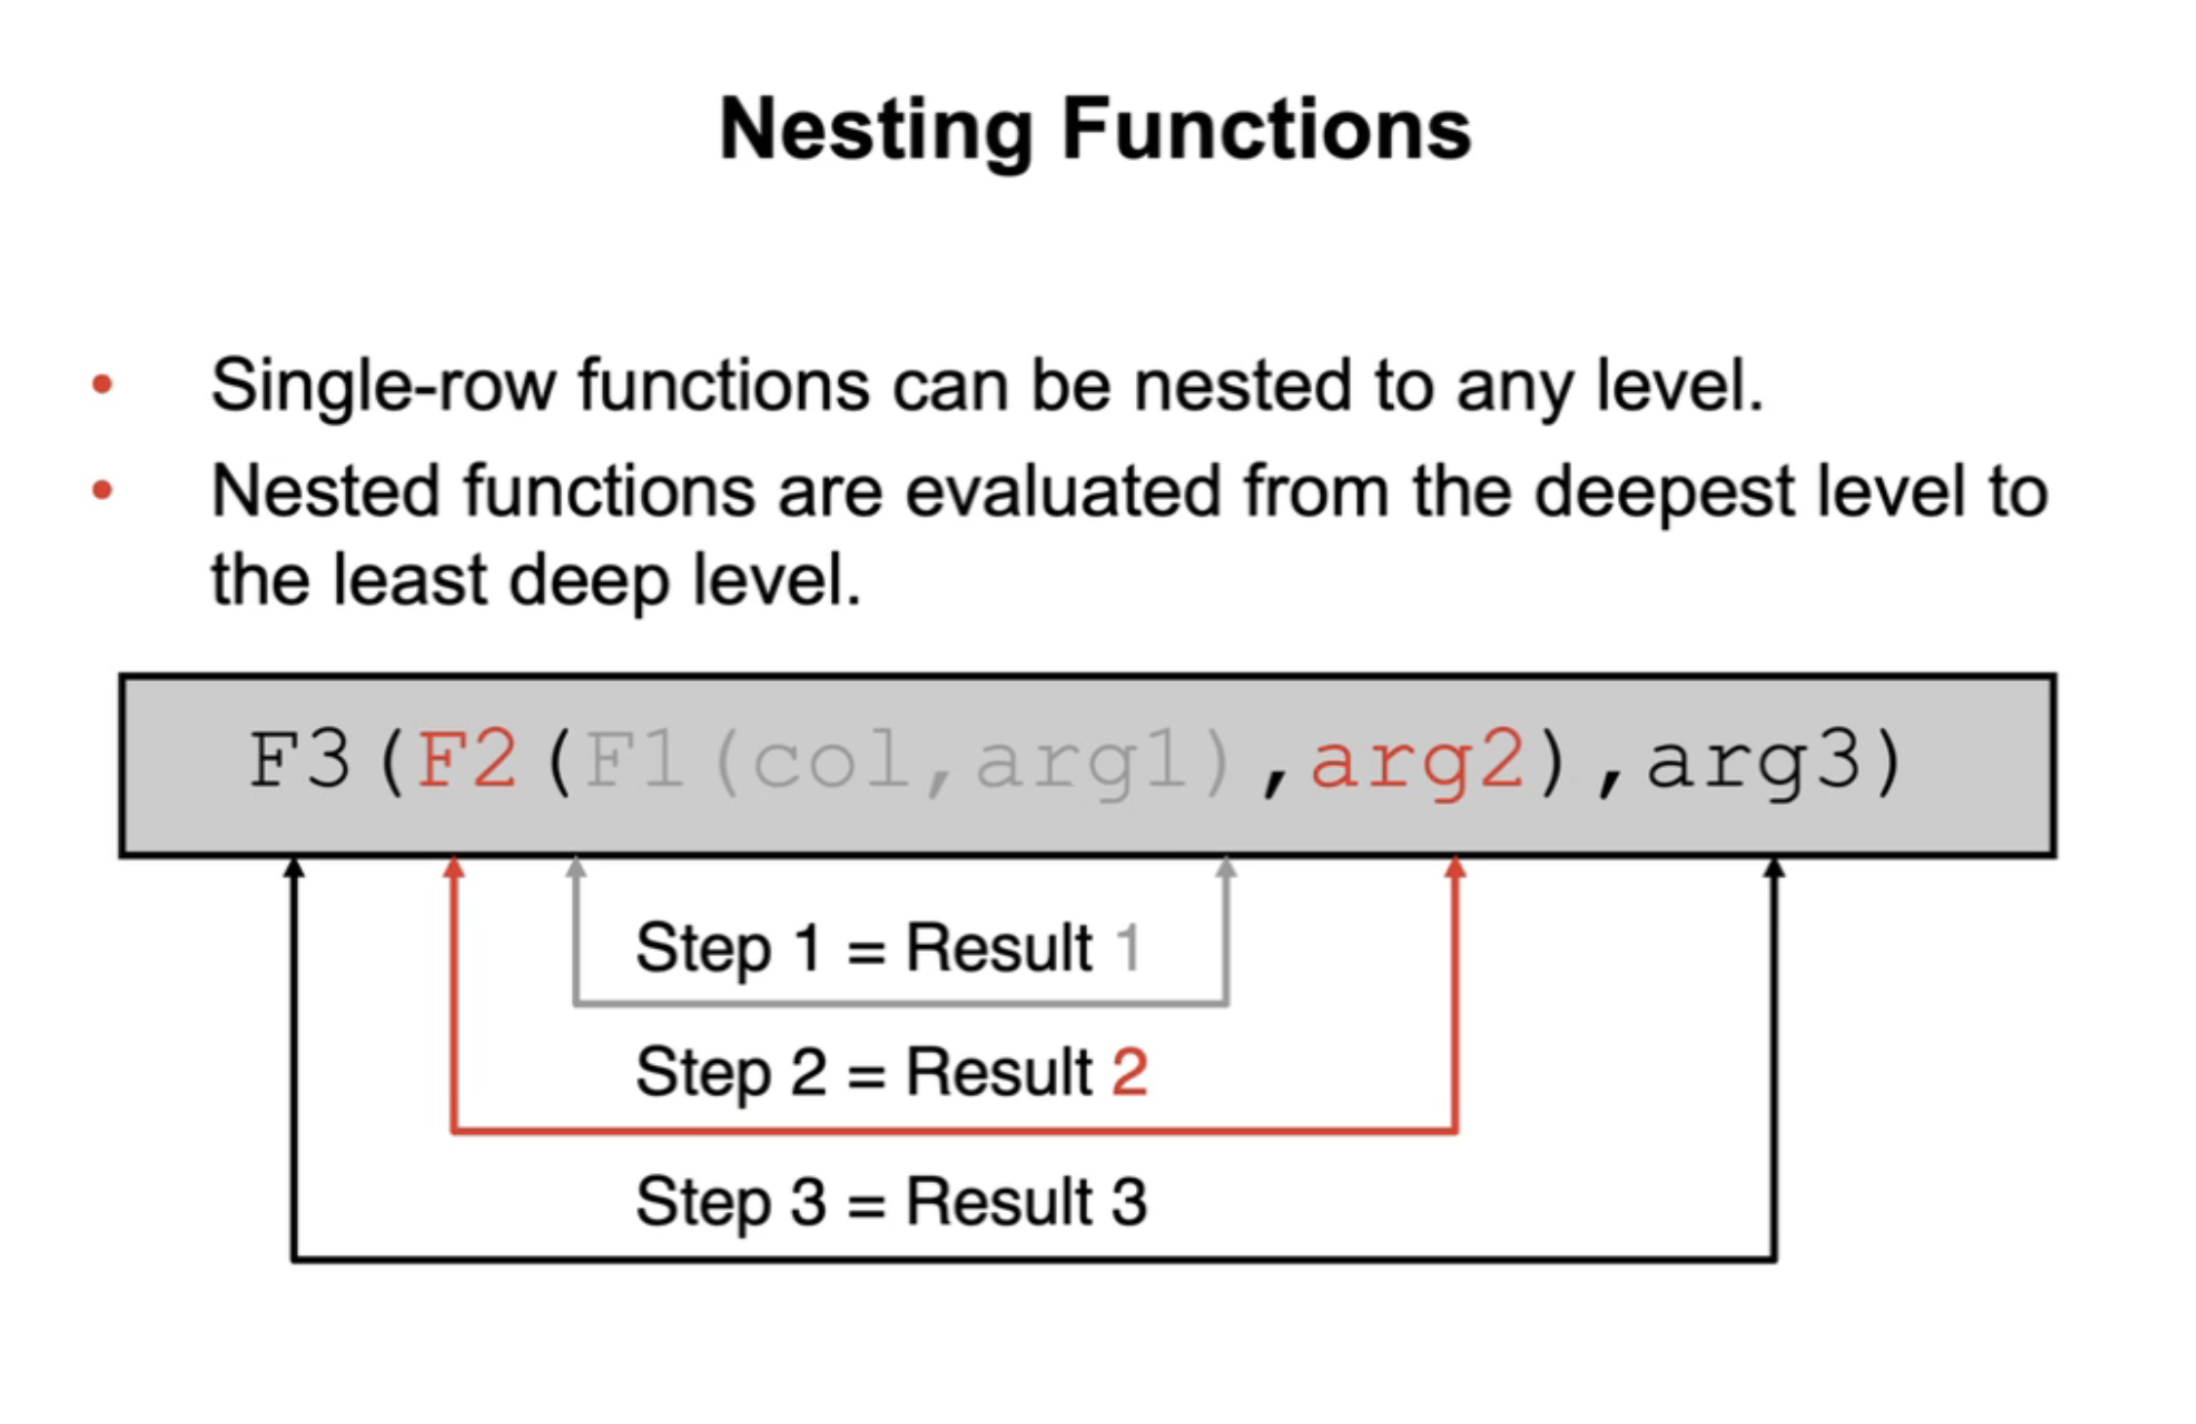 Nesting Functions
• Single-row functions can be nested to any level.
• Nested functions are evaluated from the deepest level to
the least deep level.
F3(F2(F1(col,arg1),arg2),arg3)
Step 1 = Result 1
Step 2 = Result 2
Step 3 = Result 3